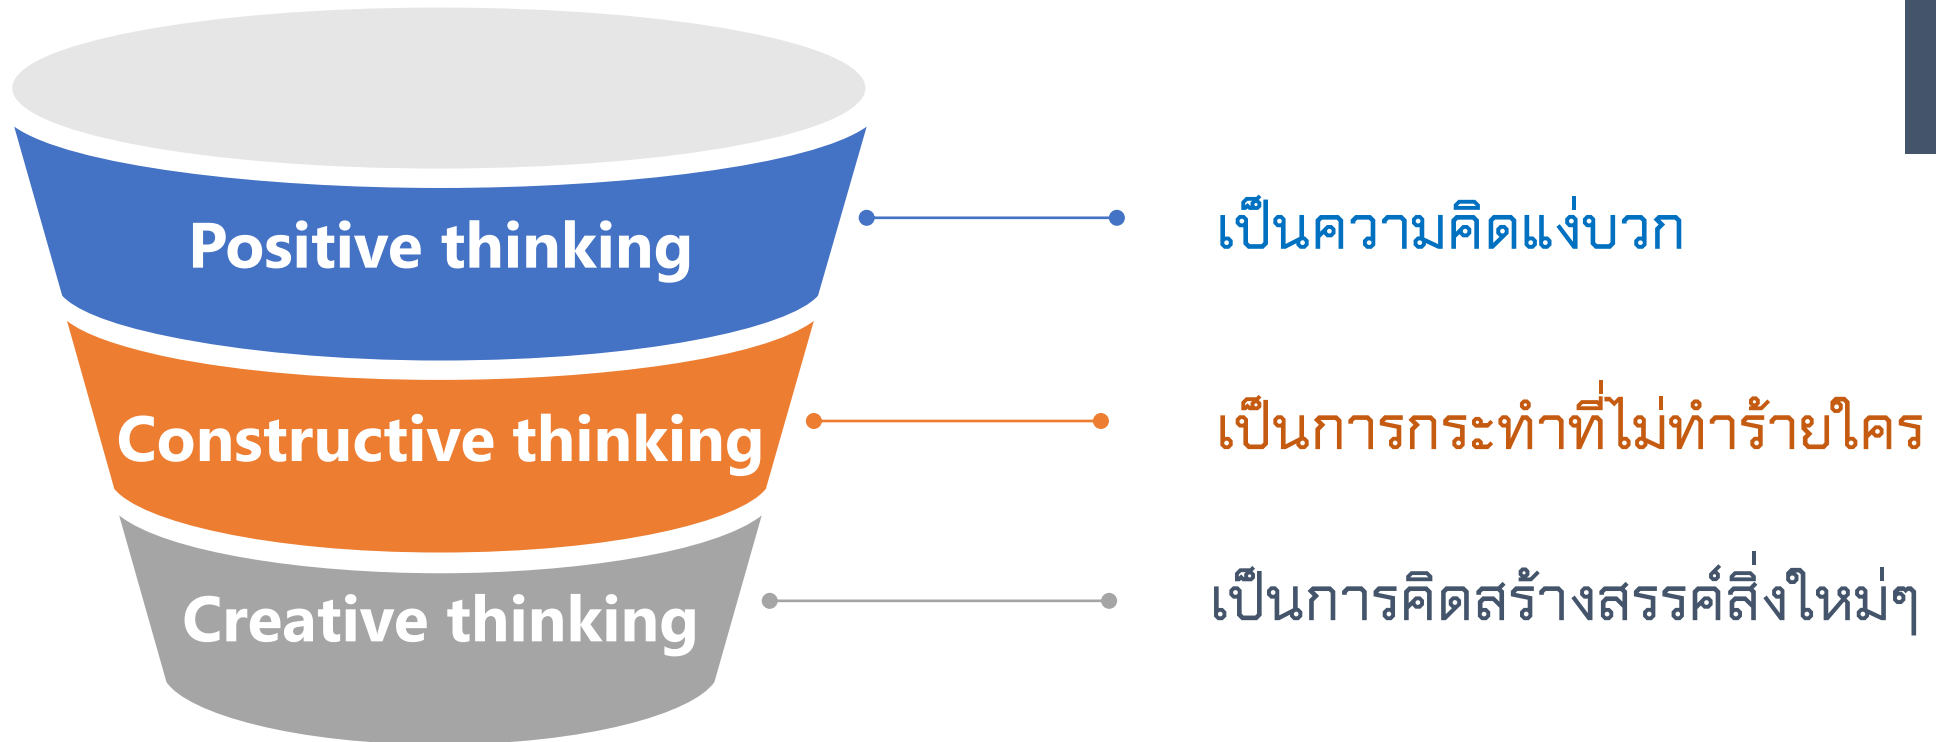 Positive thinking
เป็นความคิดแง่บวก
Constructive thinking
เป็นการกระทำที่ไม่ทำร้ายใคร
Creative thinking
เป็นการคิดสร้างสรรค์สิ่งใหม่ๆ